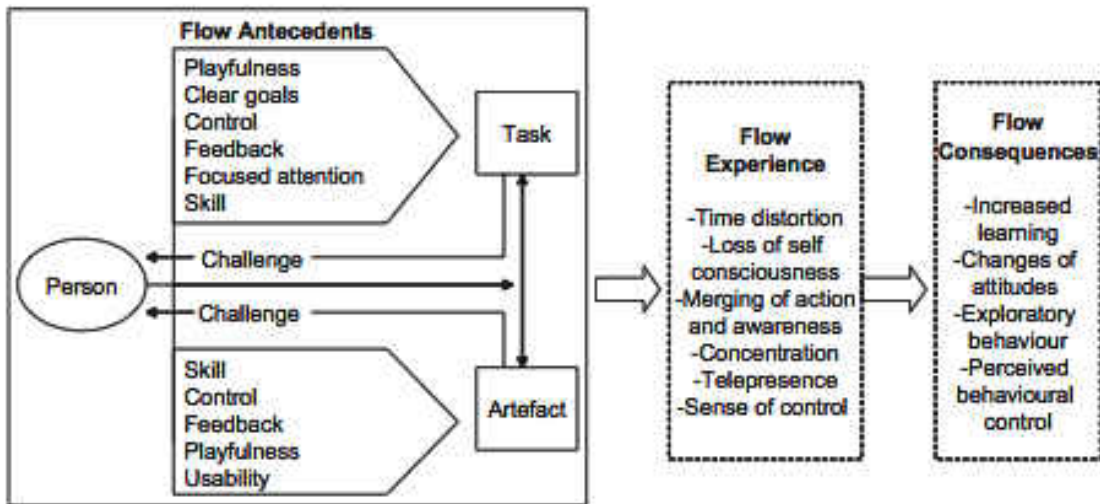 Flow Antecedents
Playfulness
Clear goals
Control
Feedback
Focused attention
Skill
Task
Challenge
Person
Challenge
Skill
Control
Feedback
Playfulness
Usability
Artefact
Flow
Experience
-Time distortion
-Loss of self
consciousness
-Merging of action
and awareness
-Concentration
-Telepresence
-Sense of control
Flow
Consequences
-Increased
learning
-Changes of
attitudes
-Exploratory
behaviour
-Perceived
behavioural
control